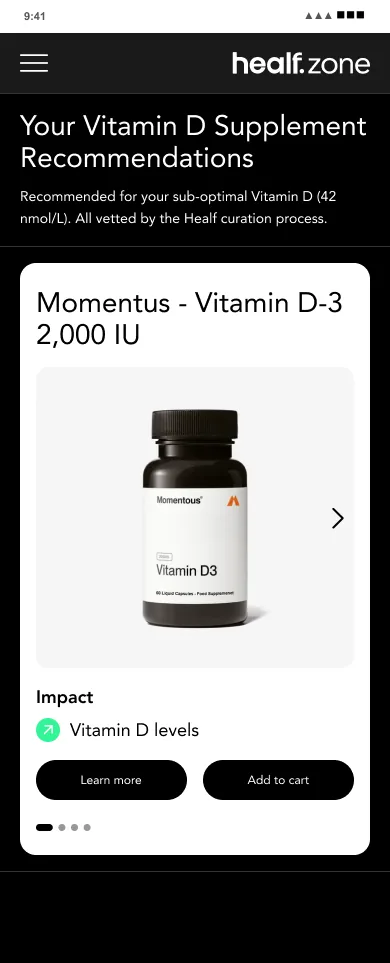 9:41
healf.zone
Your Vitamin D Supplement
Recommendations
Recommended for your sub-optimal Vitamin D (42
nmol/L). All vetted by the Healf curation process.
Momentus - Vitamin D-3
2,000 IU
Momentous®
Vitamin D3
60 Liquid Capsules - Food Supplement
Impact
Vitamin D levels
Learn more
Add to cart